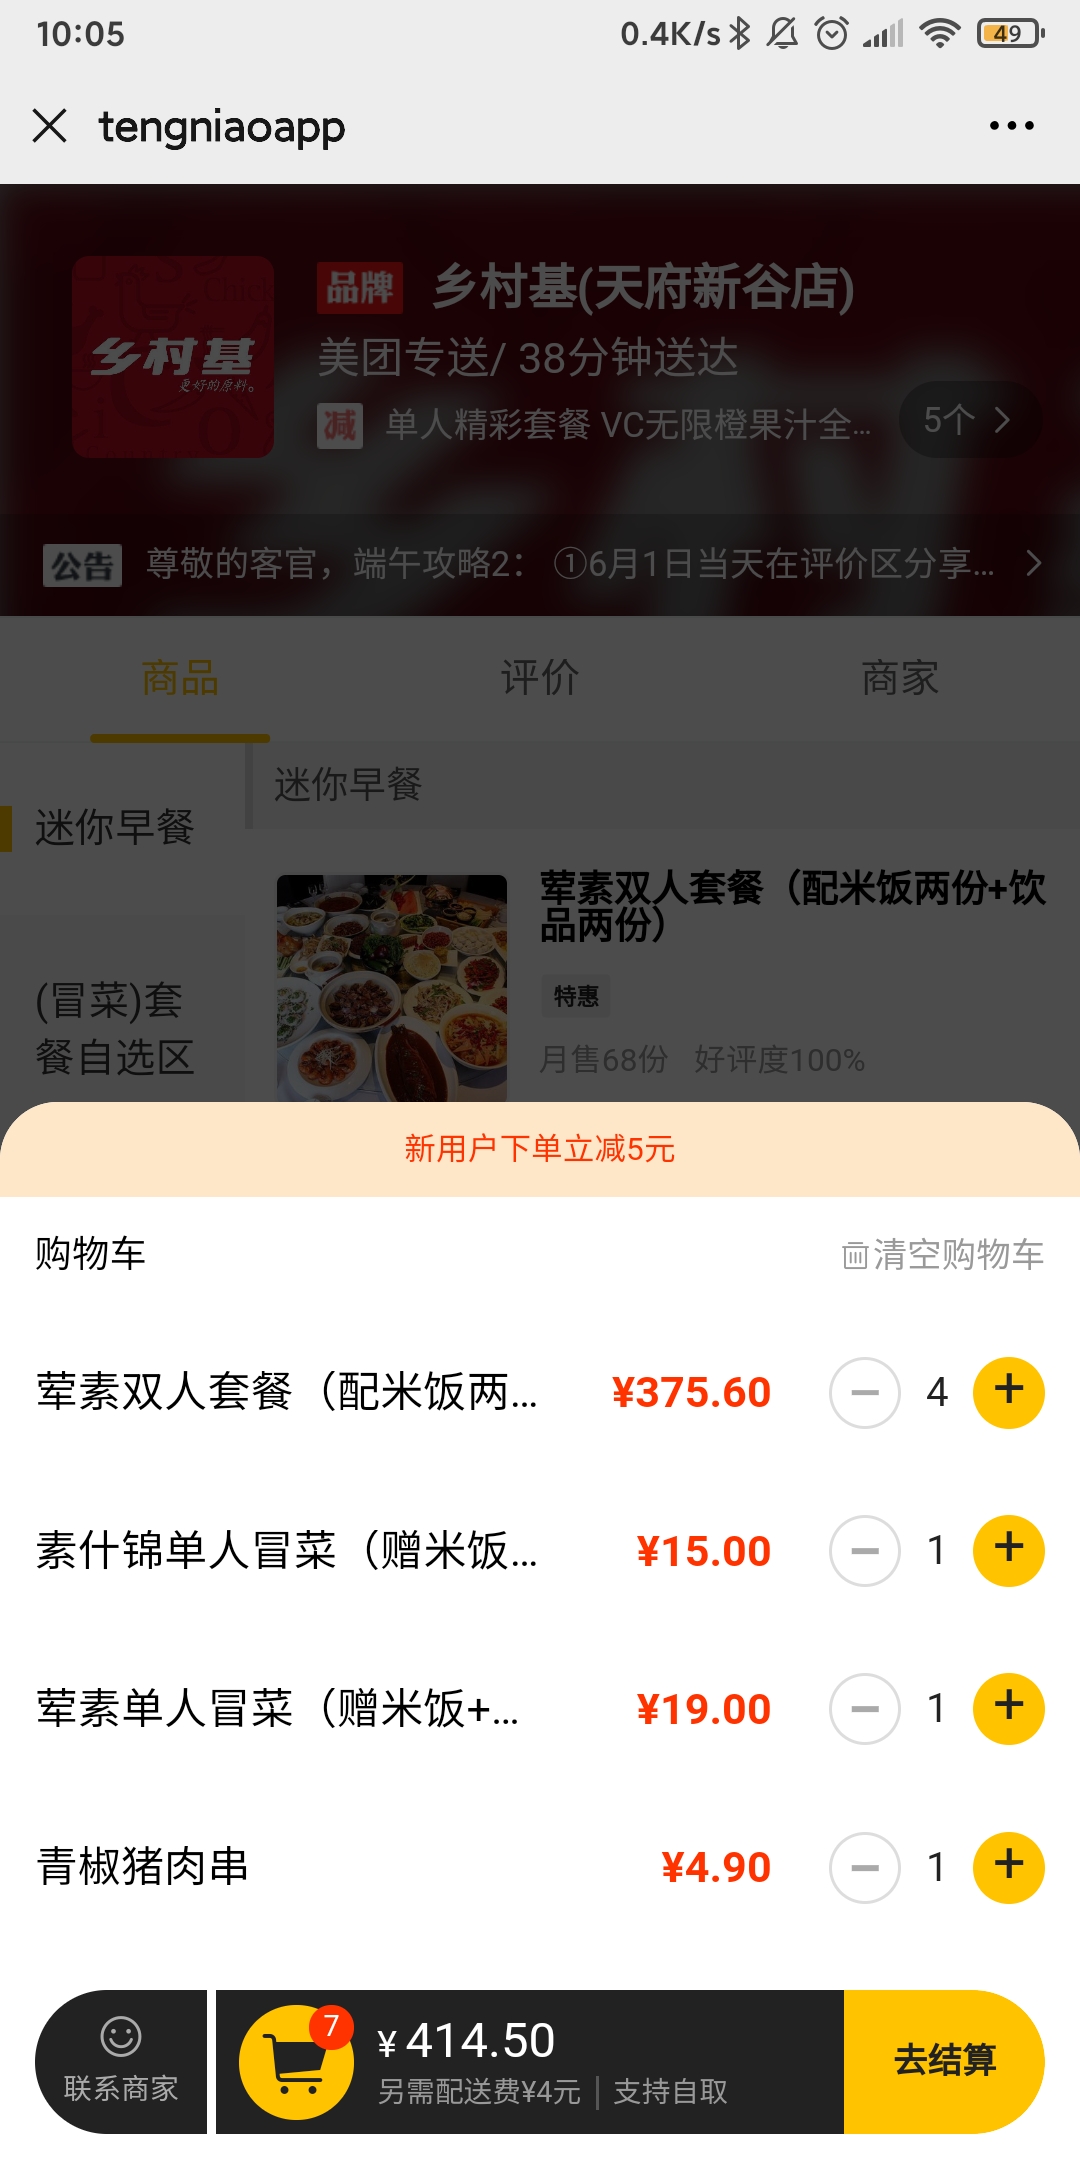 10:05
0.4K/s
49
tengniaoapp
乡村基
更好的原料。
品牌 乡村基(天府新谷店)
美团专送/ 38分钟送达
减 单人精彩套餐 VC无限橙果汁全...
5个
公告 尊敬的客官，端午攻略2： ①6月1日当天在评价区分享...
商品
评价
商家
迷你早餐
迷你早餐
(冒菜)套
餐自选区
荤素双人套餐（配米饭两份+饮
品两份）
特惠
月售68份 好评度100%
新用户下单立减5元
购物车
清空购物车
荤素双人套餐（配米饭两... ¥375.60 4
素什锦单人冒菜（赠米饭... ¥15.00 1
荤素单人冒菜（赠米饭+... ¥19.00 1
青椒猪肉串 ¥4.90 1
联系商家
7
¥ 414.50
另需配送费¥4元 | 支持自取
去结算